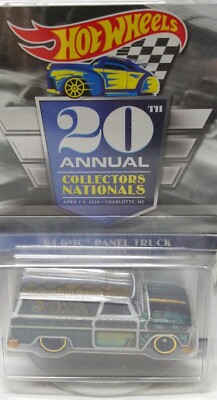 HOT WHEELS
20TH
ANNUAL
COLLECTORS
NATIONALS
APRIL 1-5, 2020 • CHARLOTTE, NC
64 GMC PANEL TRUCK